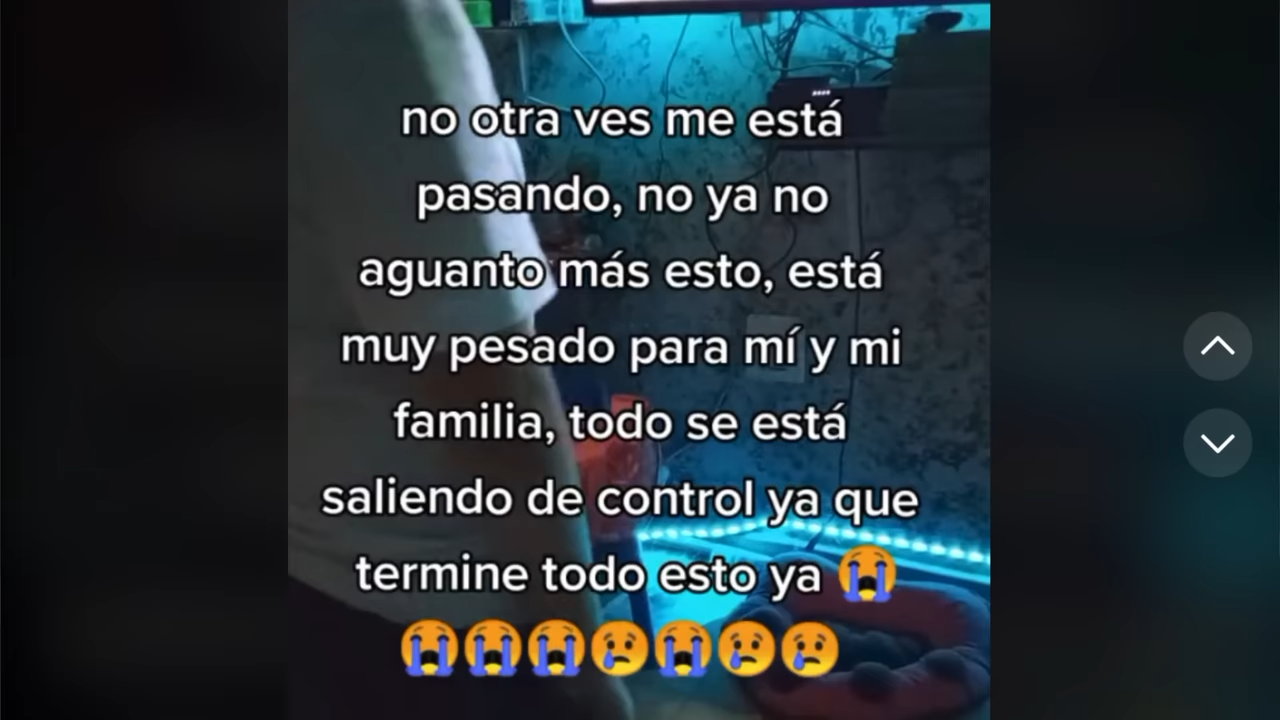 no otra ves me está
pasando, no ya no
aguanto más esto, está
muy pesado para mí y mi
familia, todo se está
saliendo de control ya que
termine todo esto ya 😭
😭😭😭😢😭😢😢